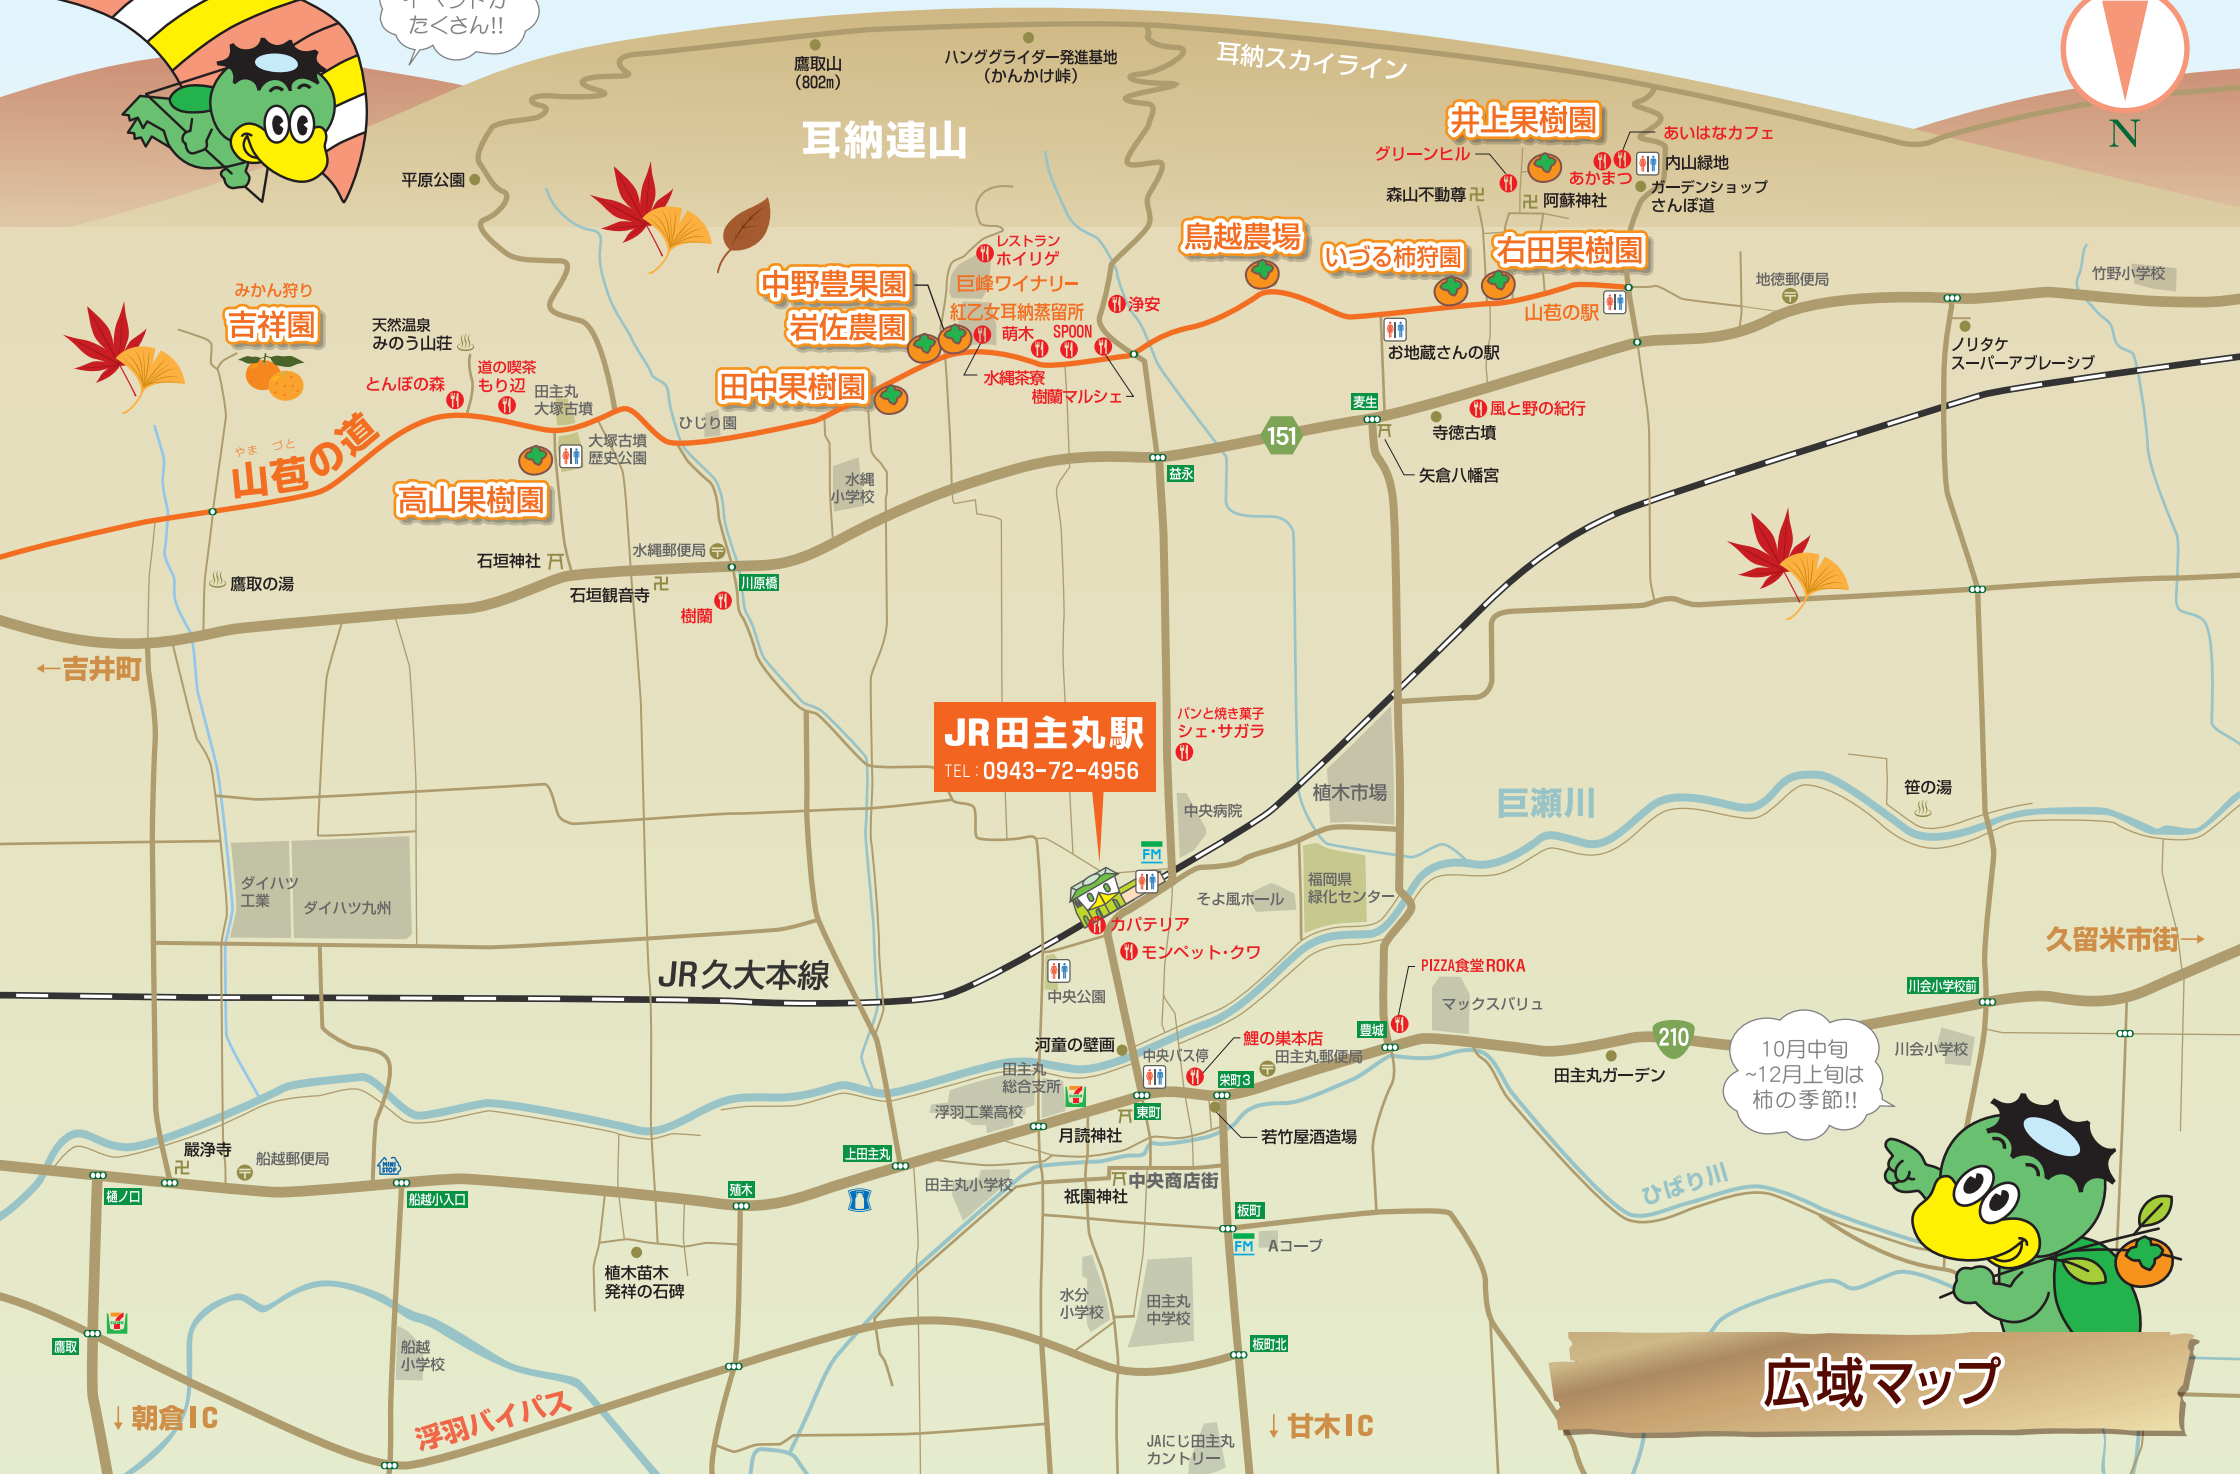 イベントが
たくさん!!
鷹取山
(802m)
ハンググライダー発進基地
(かんかけ峠)
耳納スカイライン
N
耳納連山
井上果樹園
あいはなカフェ
グリーンヒル
あかまつ
内山緑地
平原公園
森山不動尊
阿蘇神社
ガーデンショップ
さんぽ道
鳥越農場
いづる柿狩園
右田果樹園
レストラン
ホイリゲ
中野豊果園
巨峰ワイナリー
みかん狩り
吉祥園
岩佐農園
紅乙女耳納蒸留所
浄安
萌木
SPOON
山苞の駅
地徳郵便局
竹野小学校
天然温泉
みのう山荘
お地蔵さんの駅
ノリタケ
スーパーアブレーシブ
道の喫茶
もり辺
とんぼの森
田主丸
大塚古墳
田中果樹園
水縄茶寮
樹蘭マルシェ
ひじり園
麦生
風と野の紀行
寺徳古墳
151
やま づと
山苞の道
大塚古墳
歴史公園
高山果樹園
水縄
小学校
益永
矢倉八幡宮
石垣神社
水縄郵便局
鷹取の湯
石垣観音寺
川原橋
樹蘭
←吉井町
JR田主丸駅
TEL：0943-72-4956
パンと焼き菓子
シェ・サガラ
中央病院
植木市場
巨瀬川
笹の湯
FM
ダイハツ
工業
ダイハツ九州
そよ風ホール
福岡県
緑化センター
カパテリア
モンペット・クワ
久留米市街→
JR久大本線
中央公園
PIZZA食堂ROKA
マックスバリュ
川会小学校前
豊城
210
河童の壁画
中央バス停
鯉の巣本店
田主丸郵便局
田主丸ガーデン
川会小学校
10月中旬
~12月上旬は
柿の季節!!
田主丸
総合支所
7
栄町3
浮羽工業高校
東町
月読神社
若竹屋酒造場
巌浄寺
船越郵便局
MINI
STOP
上田主丸
田主丸小学校
中央商店街
祇園神社
ひばり川
樋ノ口
船越小入口
殖木
板町
FM
Aコープ
植木苗木
発祥の石碑
水分
小学校
田主丸
中学校
7
鷹取
船越
小学校
板町北
広域マップ
↓朝倉IC
浮羽バイパス
↓甘木IC
JAにじ田主丸
カントリー